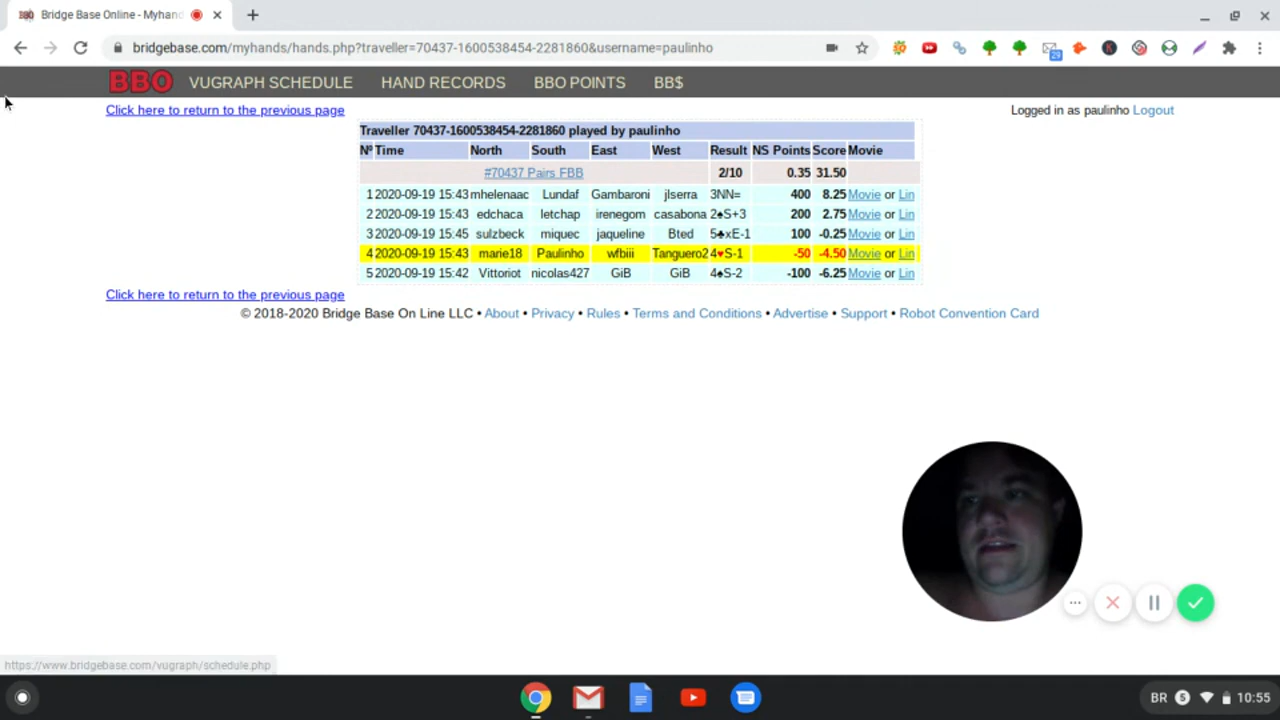 Bridge Base Online - Myhand
bridgebase.com/myhands/hands.php?traveller=70437-1600538454-2281860&username=paulinho
29
K
BBO VUGRAPH SCHEDULE HAND RECORDS BBO POINTS BB$
Click here to return to the previous page
Logged in as paulinho Logout
Traveller 70437-1600538454-2281860 played by paulinho
Nº Time North South East West Result NS Points Score Movie
#70437 Pairs FBB 2/10 0.35 31.50
1 2020-09-19 15:43 mhelenaac Lundaf Gambaroni jlserra 3NN= 400 8.25 Movie or Lin
2 2020-09-19 15:43 edchaca letchap irenegom casabona 2♠S+3 200 2.75 Movie or Lin
3 2020-09-19 15:45 sulzbeck miquec jaqueline Bted 5♣xE-1 100 -0.25 Movie or Lin
4 2020-09-19 15:43 marie18 Paulinho wfbiii Tanguero2 4♥S-1 -50 -4.50 Movie or Lin
5 2020-09-19 15:42 Vittoriot nicolas427 GiB GiB 4♠S-2 -100 -6.25 Movie or Lin
Click here to return to the previous page
© 2018-2020 Bridge Base On Line LLC • About • Privacy • Rules • Terms and Conditions • Advertise • Support • Robot Convention Card
https://www.bridgebase.com/vugraph/schedule.php
BR 5 10:55